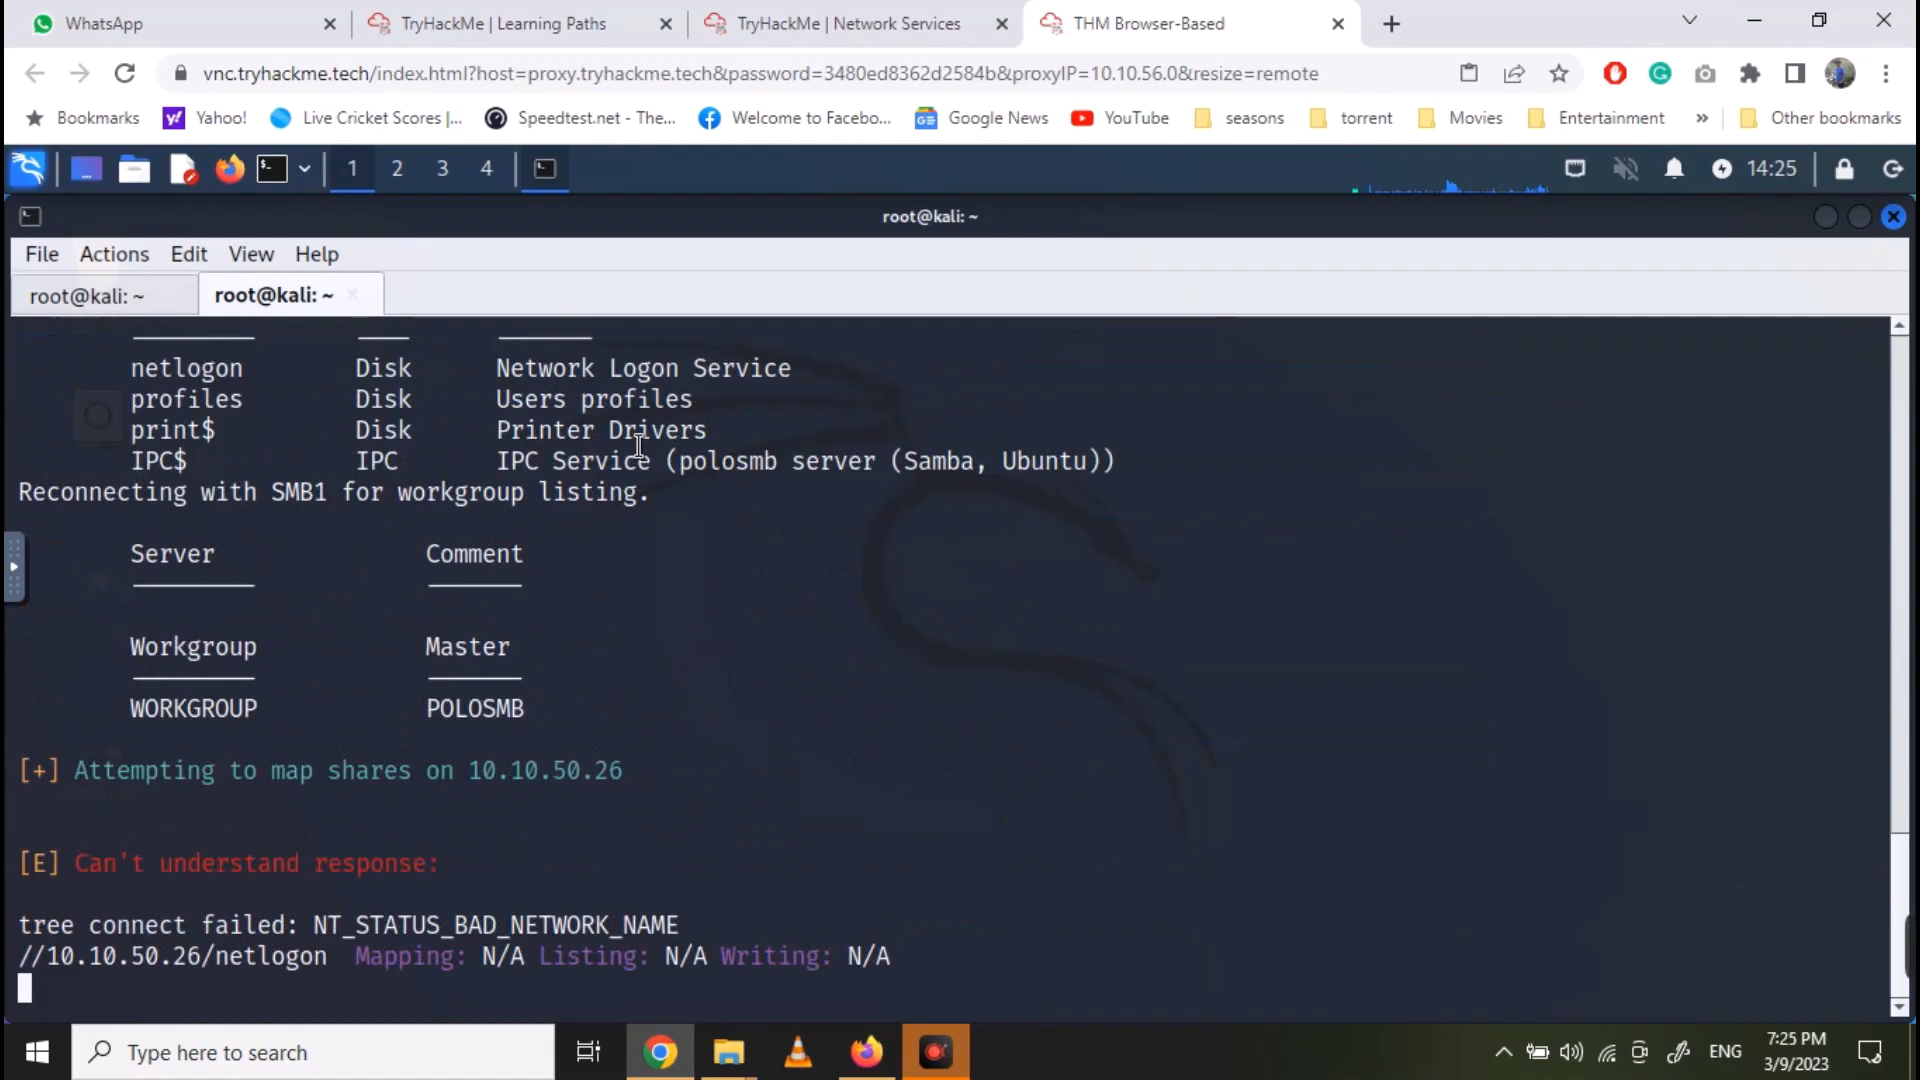 WhatsApp
TryHackMe | Learning Paths
TryHackMe | Network Services
THM Browser-Based
vnc.tryhackme.tech/index.html?host=proxy.tryhackme.tech&password=3480ed8362d2584b&proxyIP=10.10.56.0&resize=remote
Bookmarks Yahoo! Live Cricket Scores |... Speedtest.net - The... Welcome to Facebo... Google News YouTube seasons torrent Movies Entertainment » Other bookmarks
1 2 3 4 14:25
root@kali: ~
File Actions Edit View Help
root@kali: ~ root@kali: ~
netlogon Disk Network Logon Service
profiles Disk Users profiles
print$ Disk Printer Drivers
IPC$ IPC IPC Service (polosmb server (Samba, Ubuntu))
Reconnecting with SMB1 for workgroup listing.
Server Comment
Workgroup Master
WORKGROUP POLOSMB
[+] Attempting to map shares on 10.10.50.26
[E] Can't understand response:
tree connect failed: NT_STATUS_BAD_NETWORK_NAME
//10.10.50.26/netlogon Mapping: N/A Listing: N/A Writing: N/A
Type here to search
ENG
7:25 PM
3/9/2023